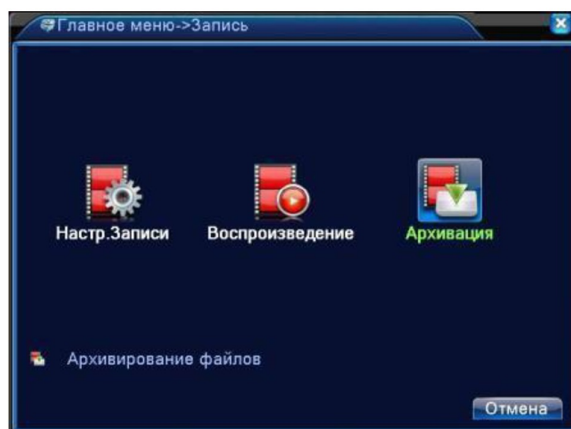 Главное меню->Запись
Настр.Записи Воспроизведение Архивация
Архивирование файлов
Отмена